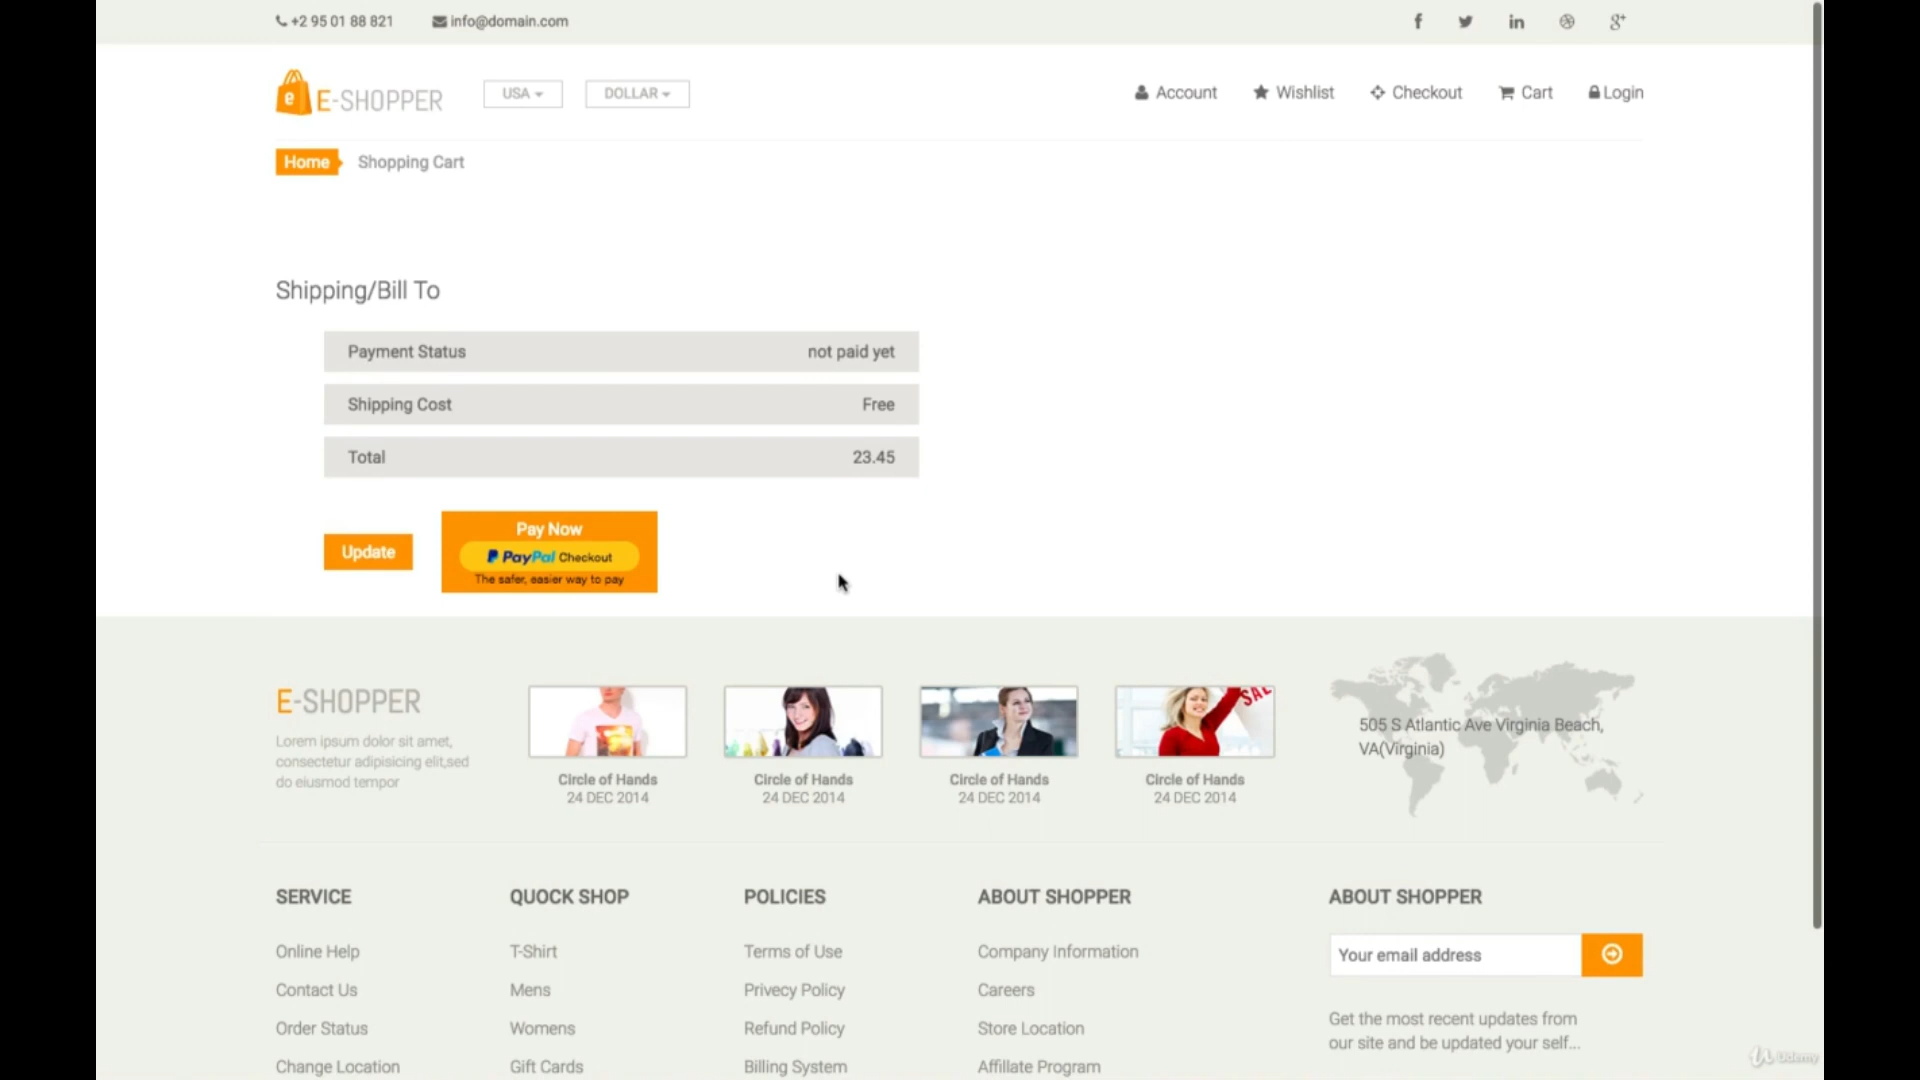 +2 95 01 88 821
info@domain.com
E-SHOPPER
USA
DOLLAR
Account
Wishlist
Checkout
Cart
Login
Home
Shopping Cart
Shipping/Bill To
Payment Status
not paid yet
Shipping Cost
Free
Total
23.45
Update
Pay Now
PayPal Checkout
The safer, easier way to pay
E-SHOPPER
Lorem ipsum dolor sit amet,
consectetur adipisicing elit,sed
do eiusmod tempor
Circle of Hands
24 DEC 2014
Circle of Hands
24 DEC 2014
Circle of Hands
24 DEC 2014
SALE
Circle of Hands
24 DEC 2014
505 S Atlantic Ave Virginia Beach,
VA(Virginia)
SERVICE
Online Help
Contact Us
Order Status
Change Location
QUOCK SHOP
T-Shirt
Mens
Womens
Gift Cards
POLICIES
Terms of Use
Privecy Policy
Refund Policy
Billing System
ABOUT SHOPPER
Company Information
Careers
Store Location
Affiliate Program
ABOUT SHOPPER
Your email address
Get the most recent updates from
our site and be updated your self...
Udemy